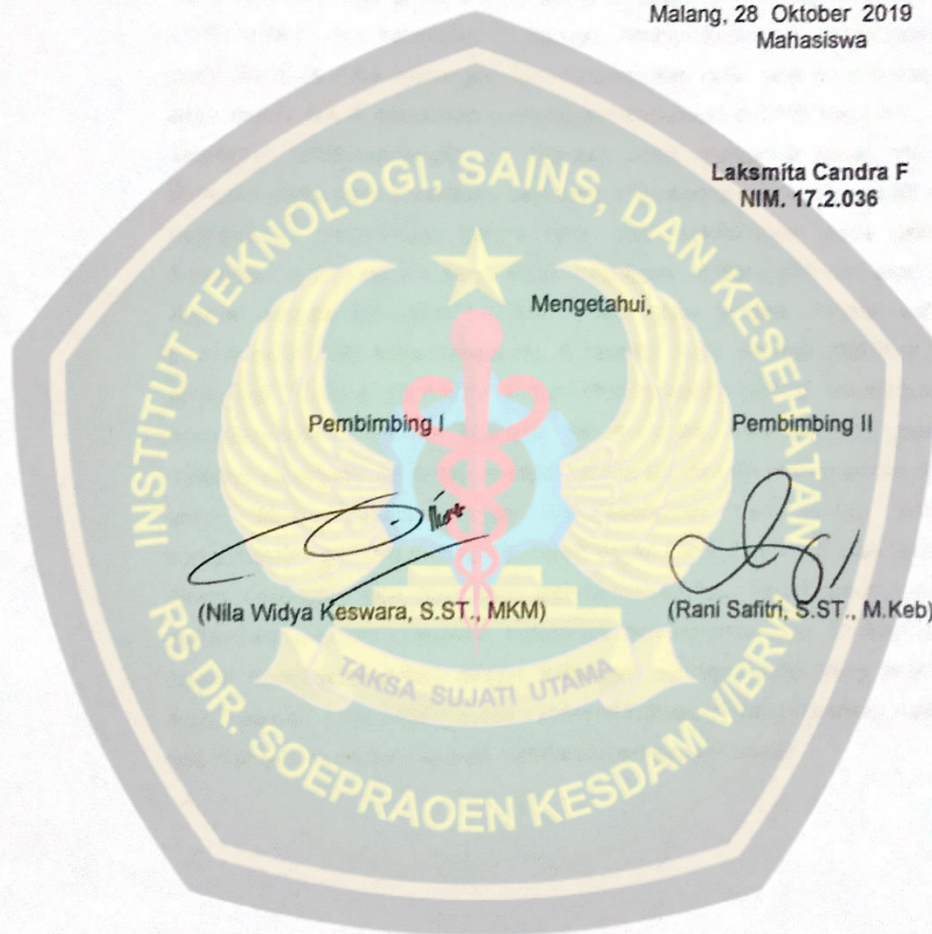 Malang, 28 Oktober 2019
Mahasiswa
Laksmita Candra F
NIM. 17.2.036
Mengetahui,
Pembimbing I
Pembimbing II
(Nila Widya Keswara, S.ST., MKM)
(Rani Safitri, S.ST., M.Keb)
INSTITUT TEKNOLOGI, SAINS, DAN KESEHATAN
RS DR. SOEPRAOEN KESDAM V/BRW
TAKSA SUJATI UTAMA